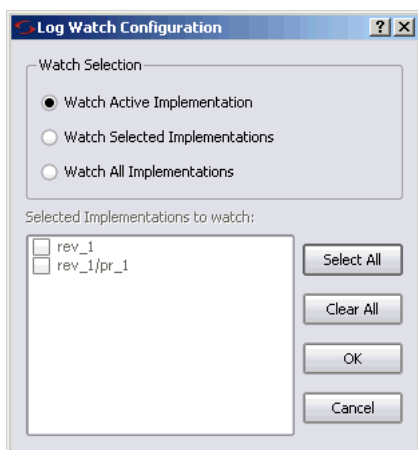 Log Watch Configuration
Watch Selection
Watch Active Implementation
Watch Selected Implementations
Watch All Implementations
Selected Implementations to watch:
rev_1
rev_1/pr_1
Select All
Clear All
OK
Cancel